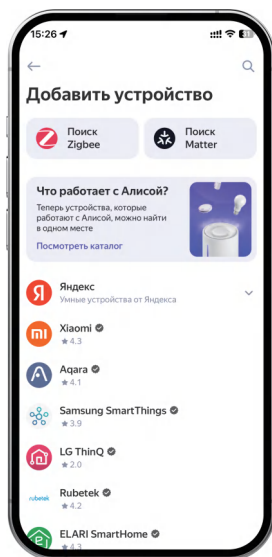 15:26
Добавить устройство
Поиск
Zigbee
Поиск
Matter
Что работает с Алисой?
Теперь устройства, которые
работают с Алисой, можно найти
в одном месте
Посмотреть каталог
Я
Яндекс
Умные устройства от Яндекса
Xiaomi
★ 4.3
Aqara
★ 4.1
Samsung SmartThings
★ 3.9
LG ThinQ
★ 2.0
rubetek
Rubetek
★ 4.2
ELARI SmartHome
★ 4.3